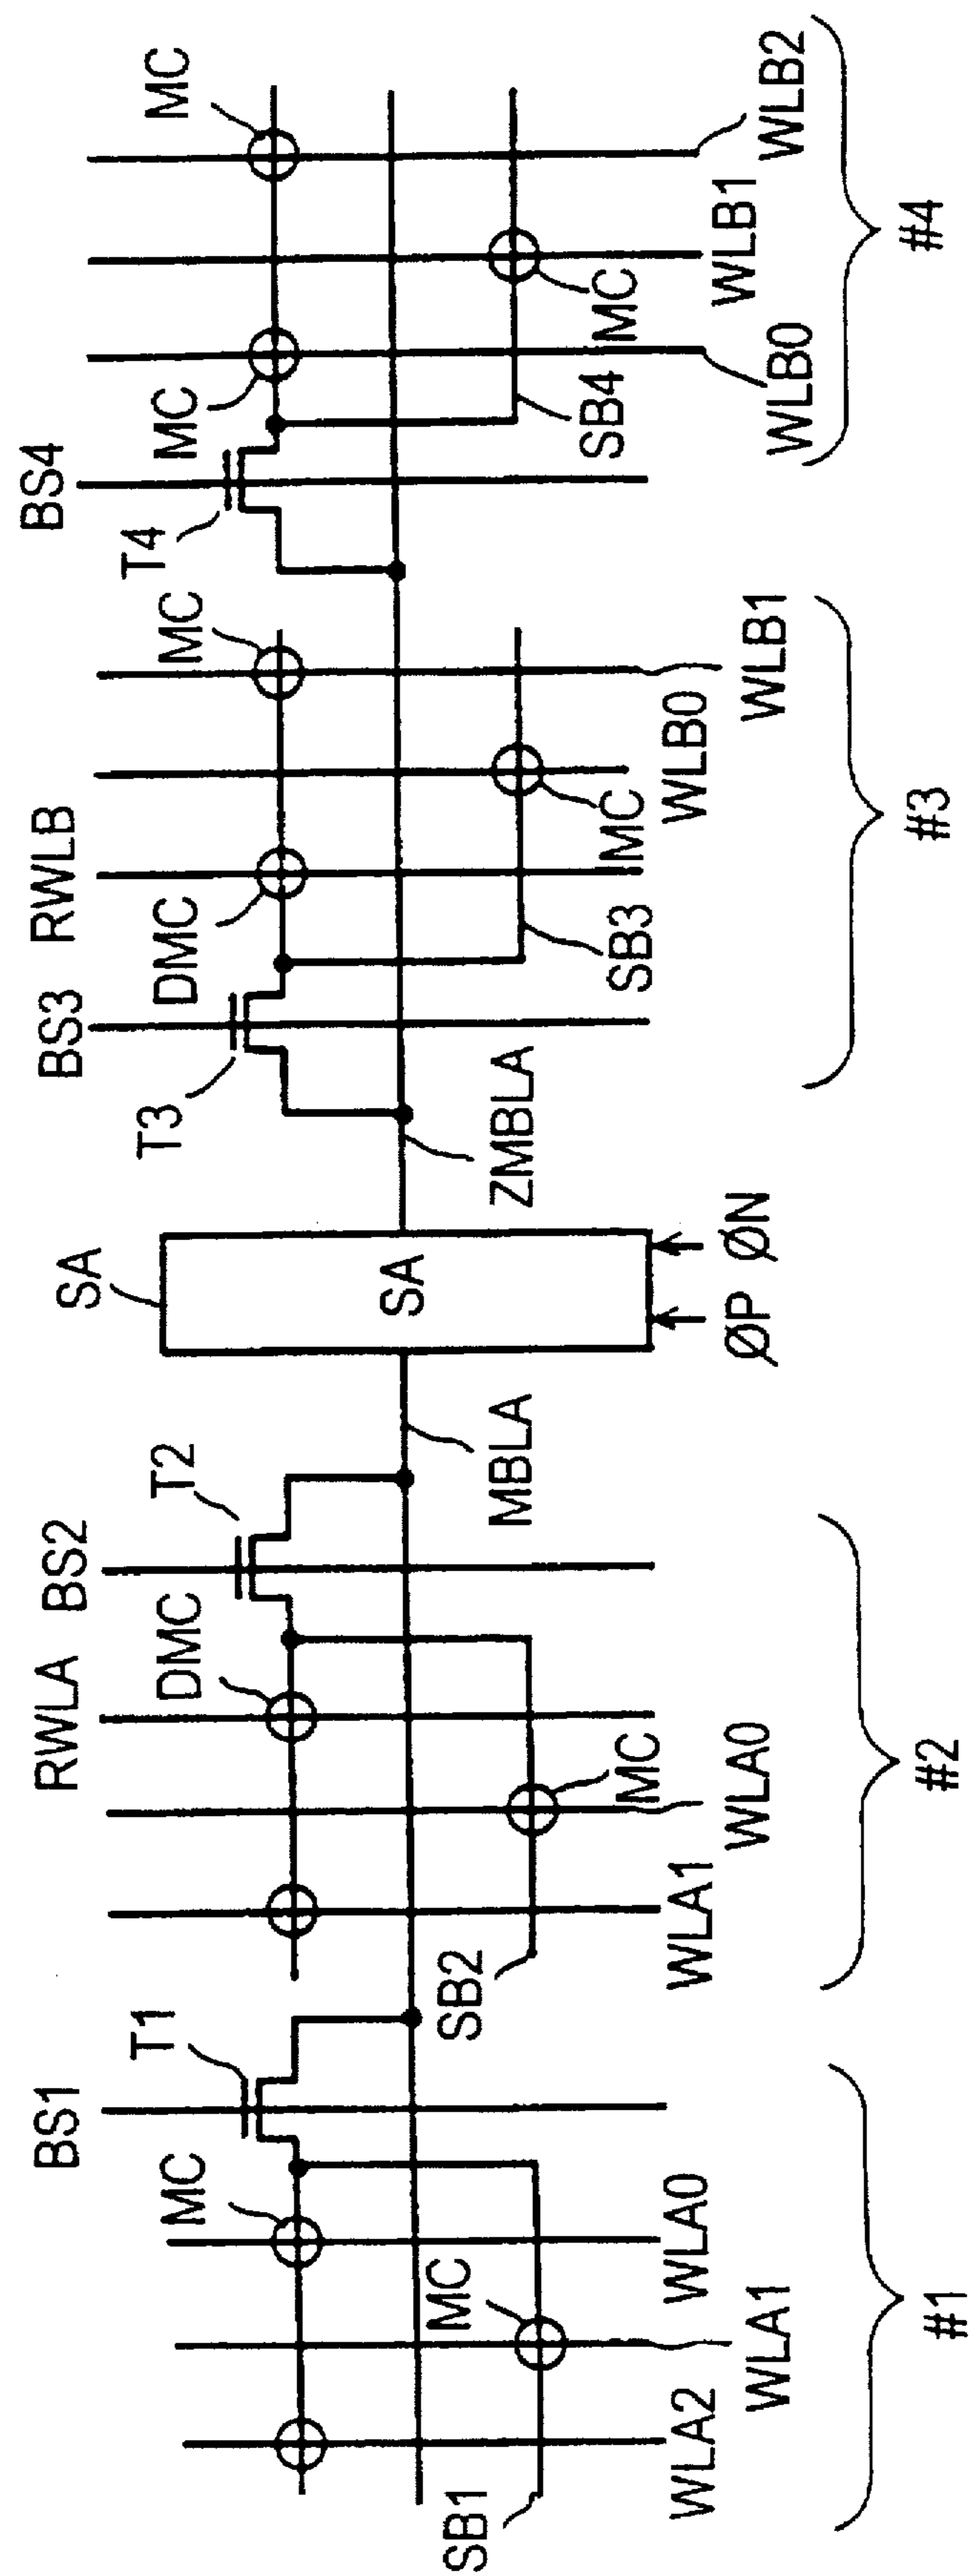 BS1
T1
MC
MC
SB1
WLA2
WLA1
WLA0
#1
RWLA
BS2
T2
DMC
MC
SB2
WLA1
WLA0
#2
MBLA
SA
SA
ØP
ØN
ZMBLA
BS3
RWLB
T3
DMC
MC
MC
SB3
WLB0
WLB1
#3
BS4
T4
MC
MC
MC
SB4
WLB0
WLB1
WLB2
#4